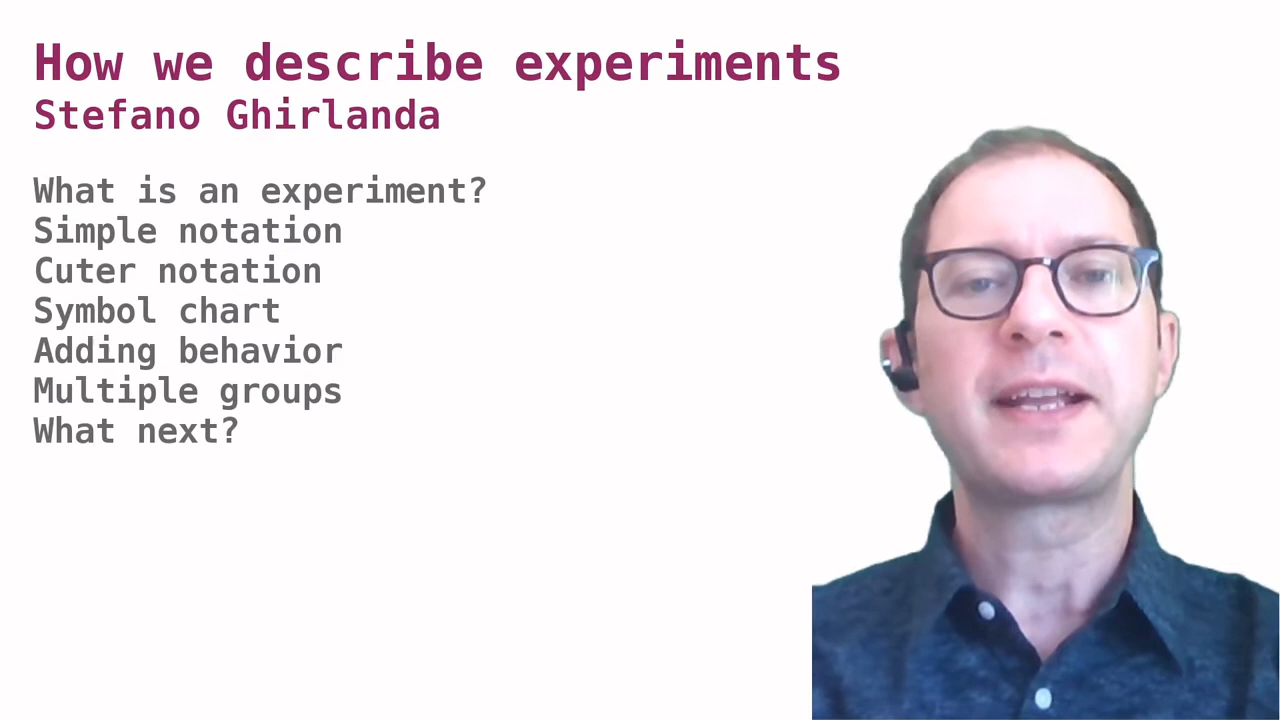 How we describe experiments
Stefano Ghirlanda
What is an experiment?
Simple notation
Cuter notation
Symbol chart
Adding behavior
Multiple groups
What next?